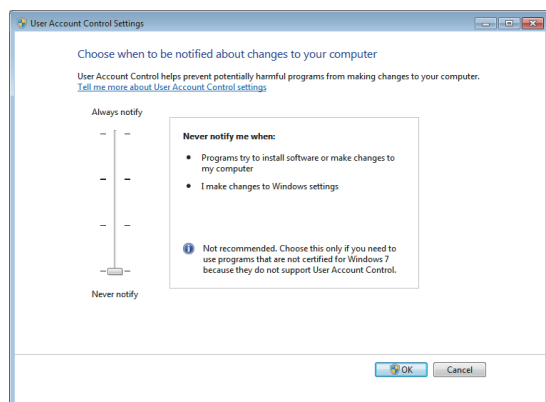 User Account Control Settings
Choose when to be notified about changes to your computer
User Account Control helps prevent potentially harmful programs from making changes to your computer.
Tell me more about User Account Control settings
Always notify
Never notify me when:
• Programs try to install software or make changes to
my computer
• I make changes to Windows settings
Not recommended. Choose this only if you need to
use programs that are not certified for Windows 7
because they do not support User Account Control.
Never notify
OK
Cancel